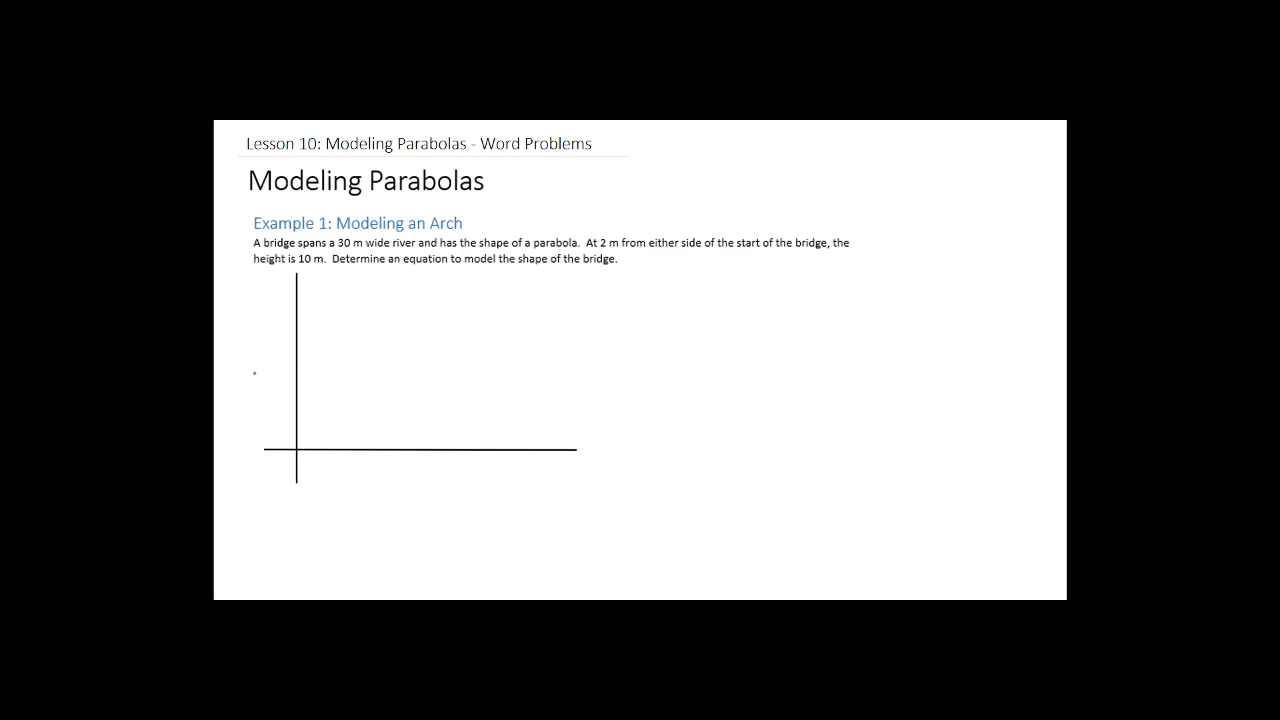 Lesson 10: Modeling Parabolas - Word Problems
Modeling Parabolas
Example 1: Modeling an Arch
A bridge spans a 30 m wide river and has the shape of a parabola.  At 2 m from either side of the start of the bridge, the
height is 10 m.  Determine an equation to model the shape of the bridge.